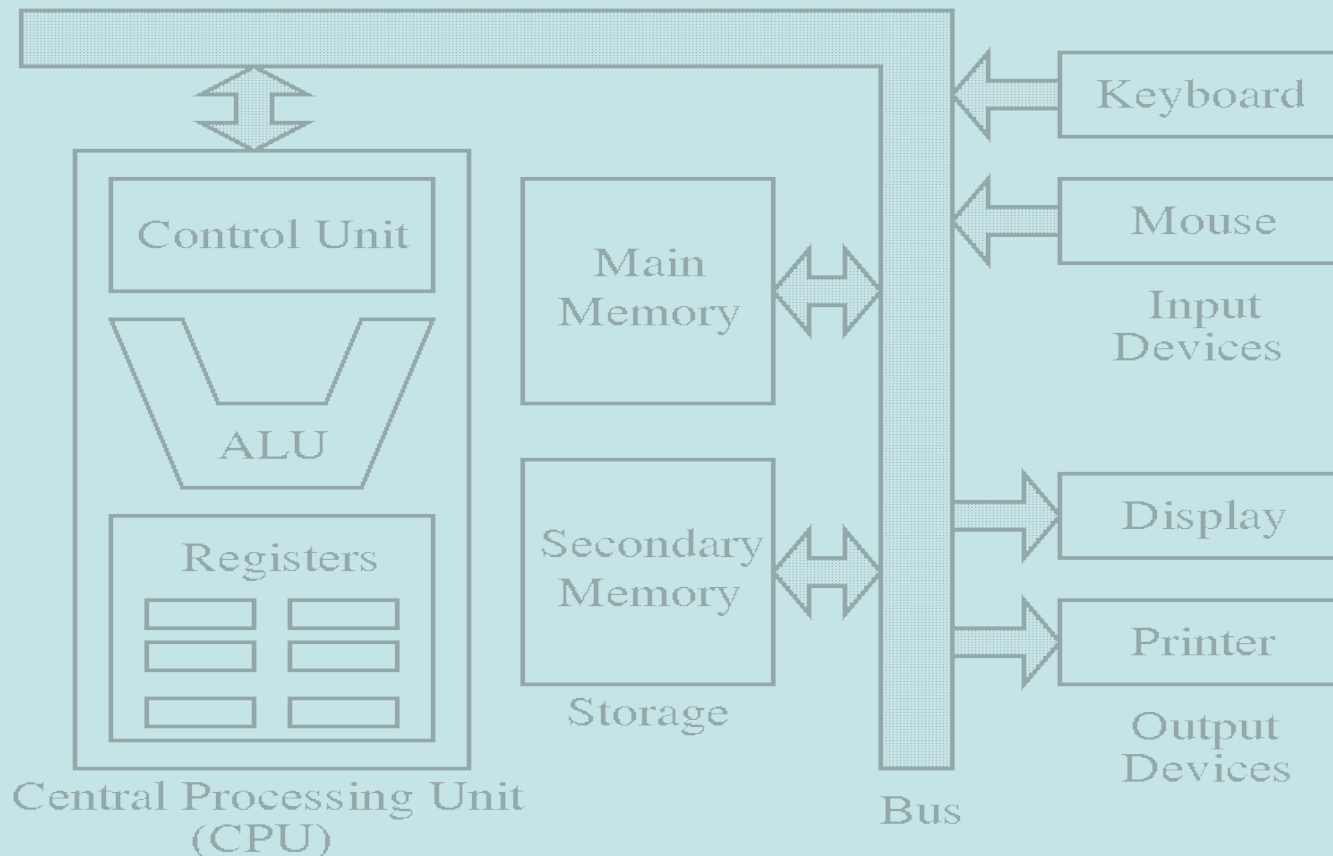 Control Unit
ALU
Registers
Central Processing Unit
(CPU)
Main
Memory
Secondary
Memory
Storage
Bus
Keyboard
Mouse
Input
Devices
Display
Printer
Output
Devices